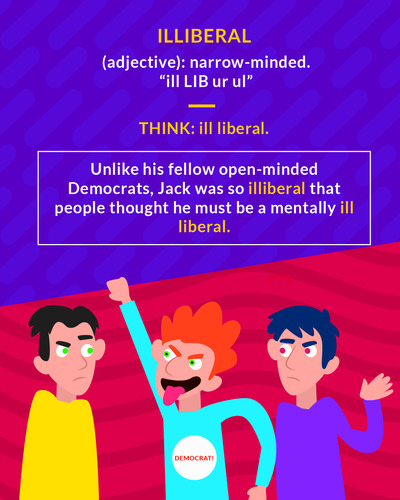 ILLIBERAL
(adjective): narrow-minded.
“ill LIB ur ul”
THINK: ill liberal.
Unlike his fellow open-minded
Democrats, Jack was so illiberal that
people thought he must be a mentally ill
liberal.
DEMOCRAT!